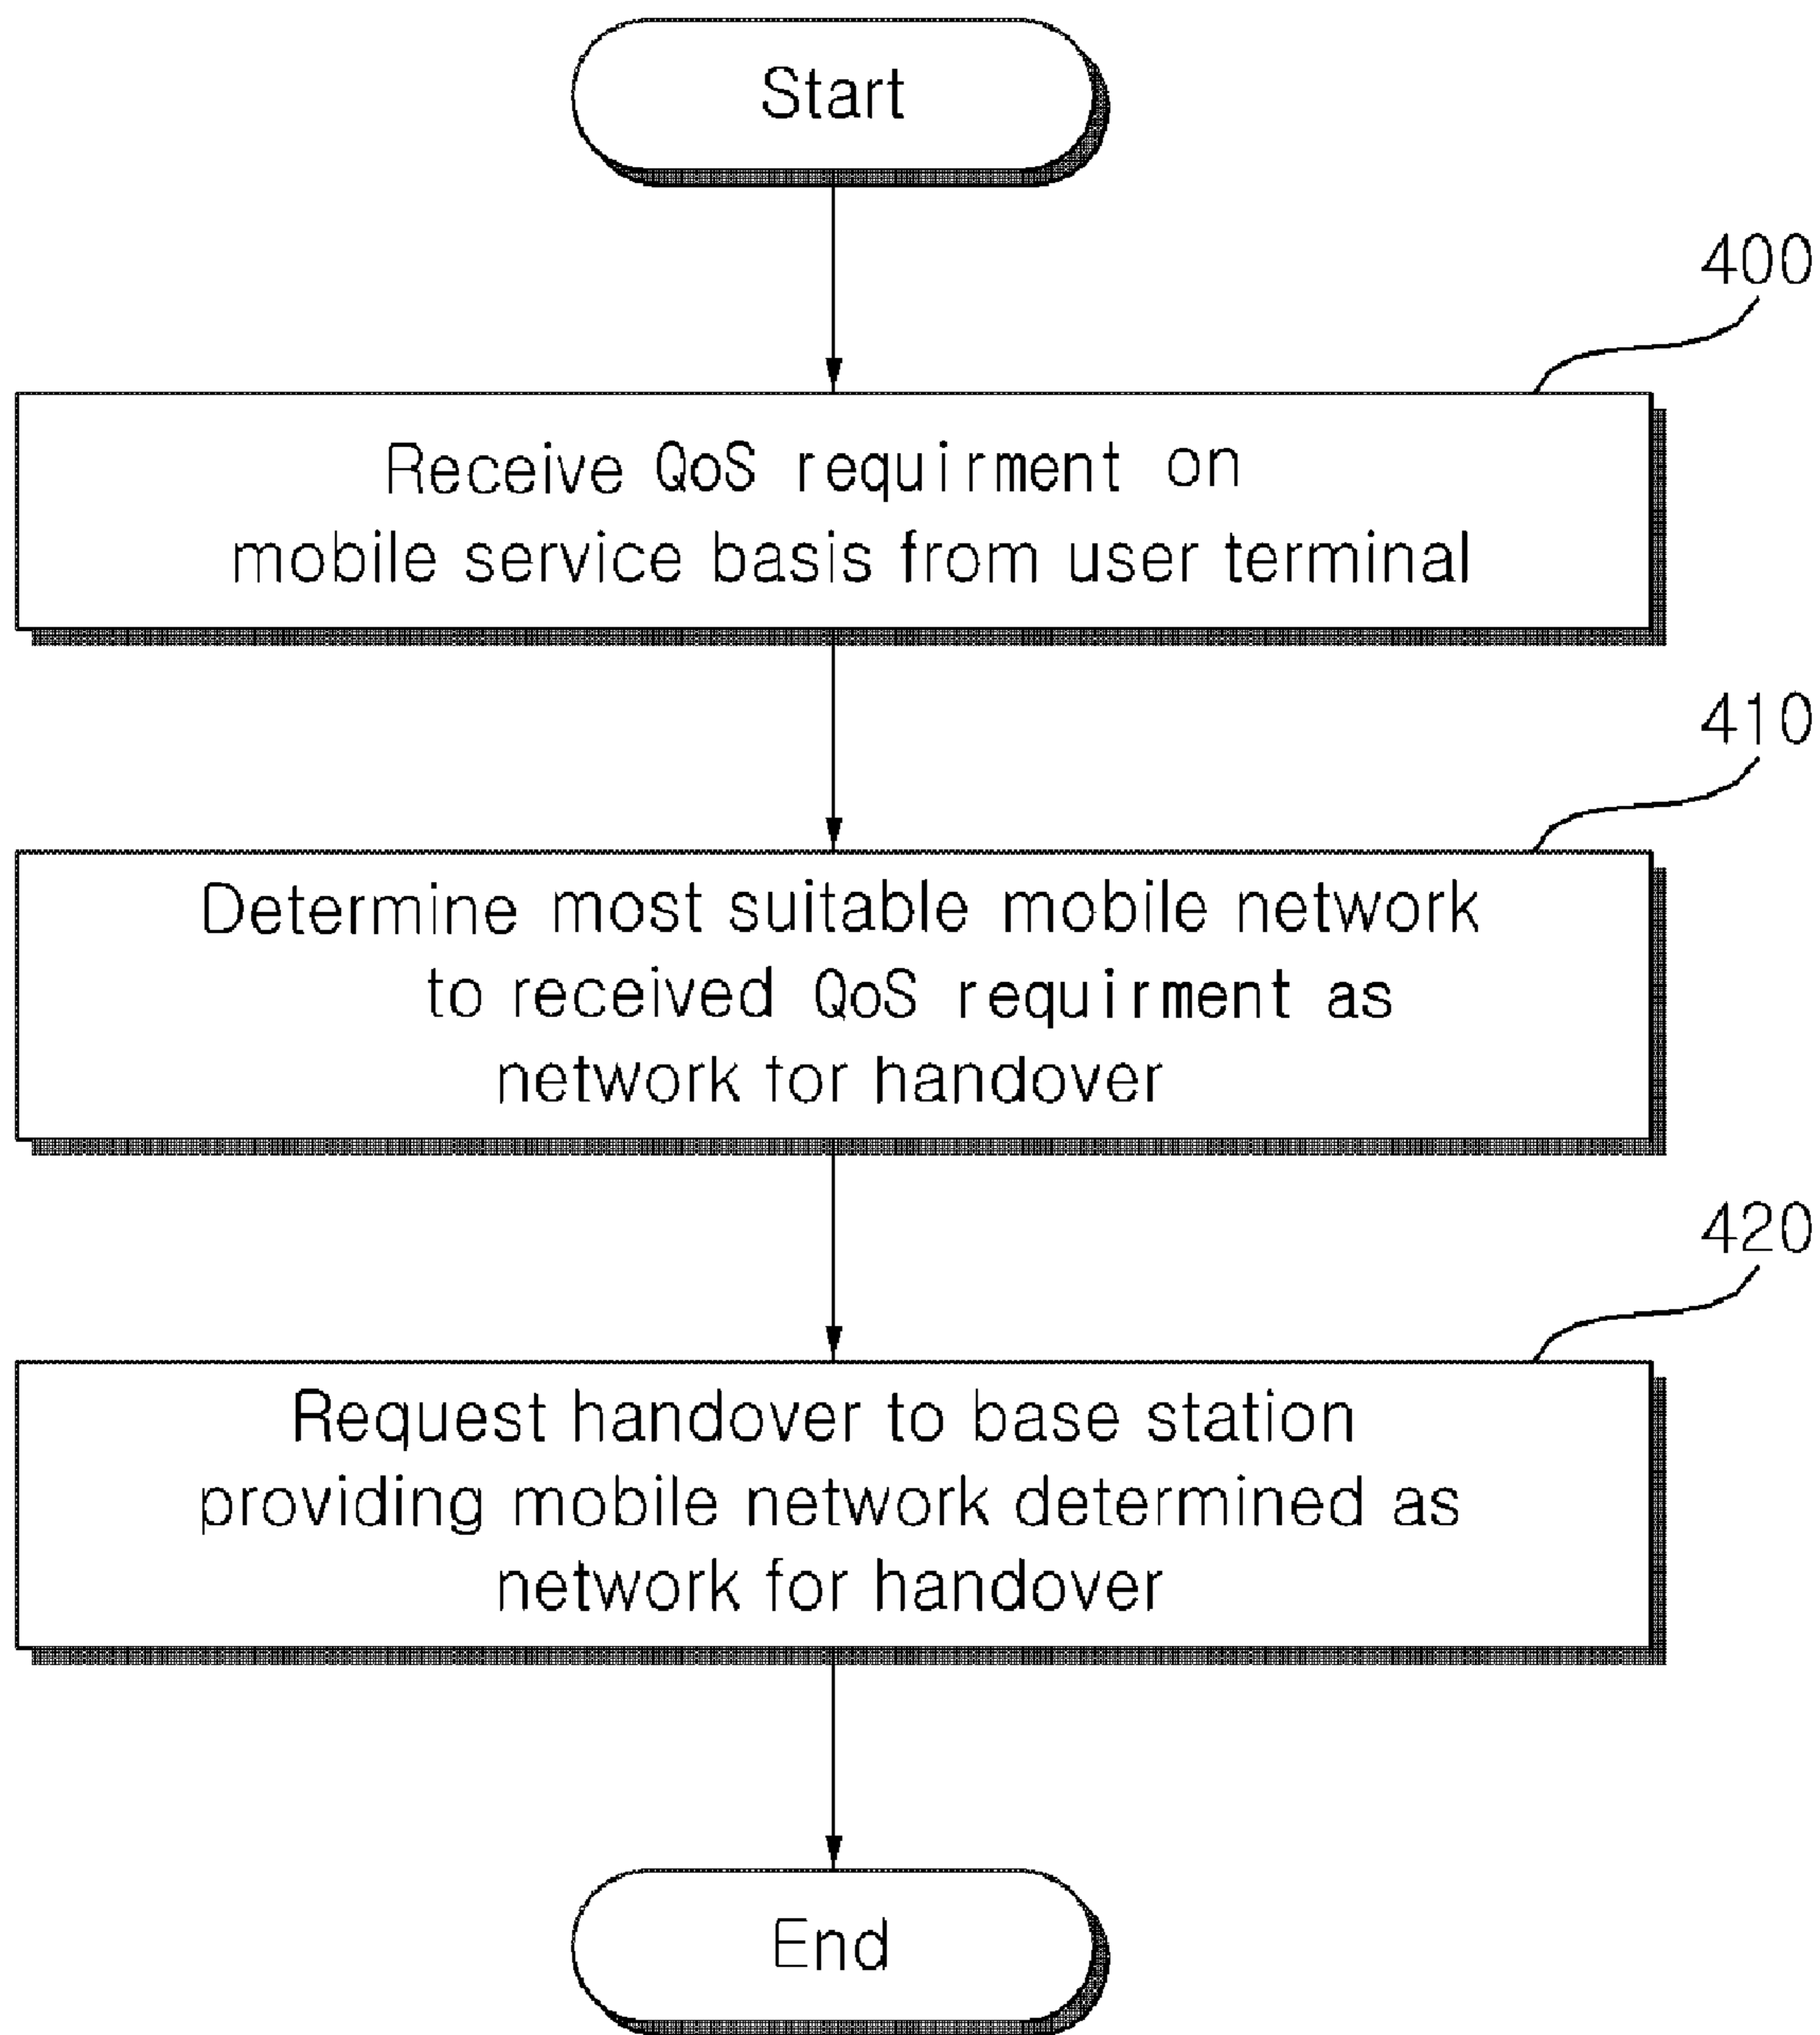 Start
400
Receive QoS requirment on
mobile service basis from user terminal
410
Determine most suitable mobile network
to received QoS requirment as
network for handover
420
Request handover to base station
providing mobile network determined as
network for handover
End